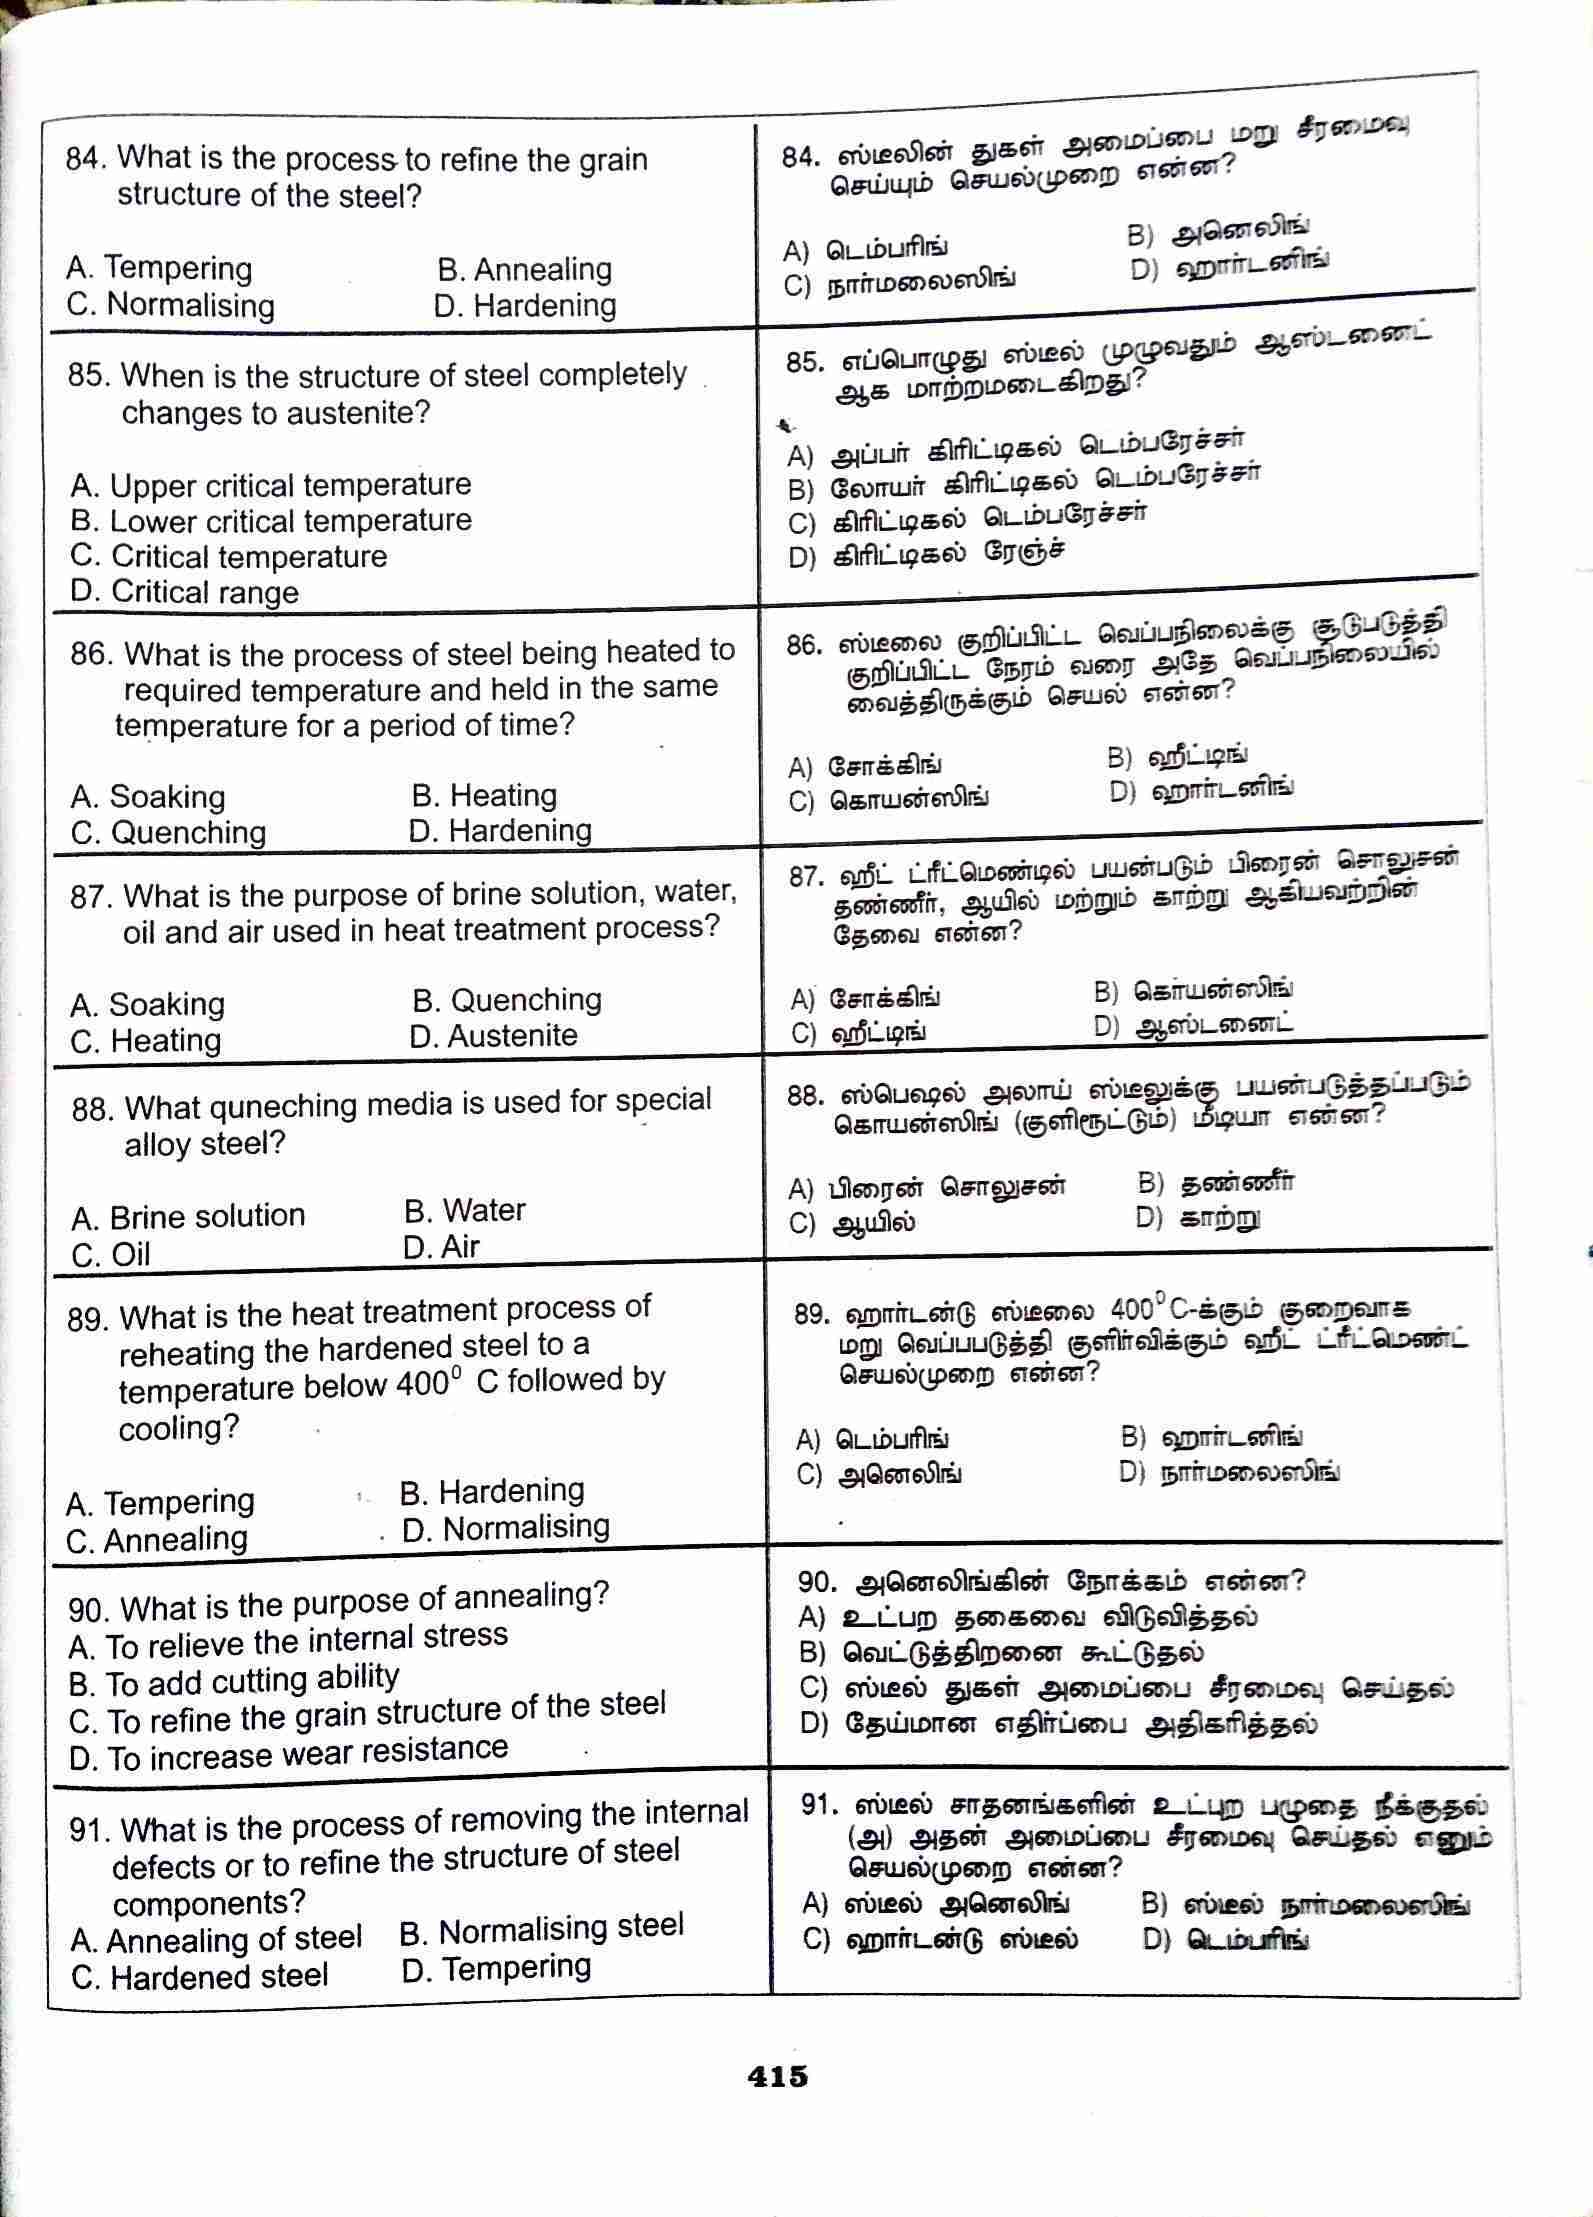 84. What is the process to refine the grain
structure of the steel?
A. Tempering B. Annealing
C. Normalising D. Hardening
84. ஸ்டீலின் துகள் அமைப்பை மறு சீரமைவு
செய்யும் செயல்முறை என்ன?
A) டெம்பரிங் B) அனெலிங்
C) நார்மலைஸிங் D) ஹார்டனிங்
85. When is the structure of steel completely
changes to austenite?
A. Upper critical temperature
B. Lower critical temperature
C. Critical temperature
D. Critical range
85. எப்பொழுது ஸ்டீல் முழுவதும் ஆஸ்டணைட்
ஆக மாற்றமடைகிறது?
A) அப்பர் கிரிட்டிகல் டெம்பரேச்சர்
B) லோயர் கிரிட்டிகல் டெம்பரேச்சர்
C) கிரிட்டிகல் டெம்பரேச்சர்
D) கிரிட்டிகல் ரேஞ்ச்
86. What is the process of steel being heated to
required temperature and held in the same
temperature for a period of time?
A. Soaking B. Heating
C. Quenching D. Hardening
86. ஸ்டீலை குறிப்பிட்ட வெப்பநிலைக்கு சூடுபடுத்தி
குறிப்பிட்ட நேரம் வரை அதே வெப்பநிலையில்
வைத்திருக்கும் செயல் என்ன?
A) சோக்கிங் B) ஹீட்டிங்
C) கொயன்ஸிங் D) ஹார்டனிங்
87. What is the purpose of brine solution, water,
oil and air used in heat treatment process?
A. Soaking B. Quenching
C. Heating D. Austenite
87. ஹீட் ட்ரீட்மெண்டில் பயன்படும் பிரைன் சொலுசன்
தண்ணீர், ஆயில் மற்றும் காற்று ஆகியவற்றின்
தேவை என்ன?
A) சோக்கிங் B) கொயன்ஸிங்
C) ஹீட்டிங் D) ஆஸ்டணைட்
88. What quneching media is used for special
alloy steel?
A. Brine solution B. Water
C. Oil D. Air
88. ஸ்பெஷல் அலாய் ஸ்டீலுக்கு பயன்படுத்தப்படும்
கொயன்ஸிங் (குளிரூட்டும்) மீடியா என்ன?
A) பிரைன் சொலுசன் B) தண்ணீர்
C) ஆயில் D) காற்று
89. What is the heat treatment process of
reheating the hardened steel to a
temperature below 400⁰ C followed by
cooling?
A. Tempering B. Hardening
C. Annealing D. Normalising
89. ஹார்டன்டு ஸ்டீலை 400⁰C-க்கும் குறைவாக
மறு வெப்பபடுத்தி குளிர்விக்கும் ஹீட் ட்ரீட்மெண்ட்
செயல்முறை என்ன?
A) டெம்பரிங் B) ஹார்டனிங்
C) அனெலிங் D) நார்மலைஸிங்
90. What is the purpose of annealing?
A. To relieve the internal stress
B. To add cutting ability
C. To refine the grain structure of the steel
D. To increase wear resistance
90. அனெலிங்கின் நோக்கம் என்ன?
A) உட்பற தகைவை விடுவித்தல்
B) வெட்டுத்திறனை கூட்டுதல்
C) ஸ்டீல் துகள் அமைப்பை சீரமைவு செய்தல்
D) தேய்மான எதிர்ப்பை அதிகரித்தல்
91. What is the process of removing the internal
defects or to refine the structure of steel
components?
A. Annealing of steel B. Normalising steel
C. Hardened steel D. Tempering
91. ஸ்டீல் சாதனங்களின் உட்புற பழுதை நீக்குதல்
(அ) அதன் அமைப்பை சீரமைவு செய்தல் எனும்
செயல்முறை என்ன?
A) ஸ்டீல் அனெலிங் B) ஸ்டீல் நார்மலைஸிங்
C) ஹார்டன்டு ஸ்டீல் D) டெம்பரிங்
415